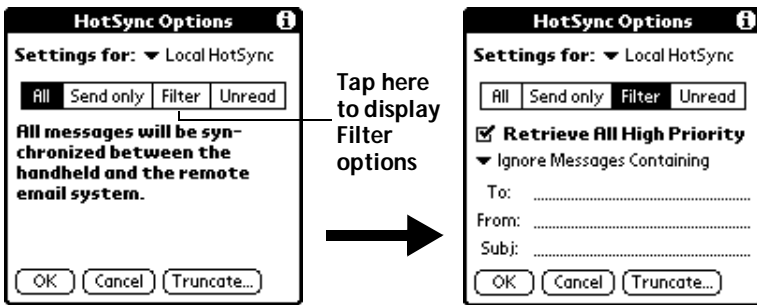 HotSync Options
Settings for: Local HotSync
All Send only Filter Unread
All messages will be syn-
chronized between the
handheld and the remote
email system.
OK Cancel Truncate...
Tap here
to display
Filter
options
HotSync Options
Settings for: Local HotSync
All Send only Filter Unread
Retrieve All High Priority
Ignore Messages Containing
To:
From:
Subj:
OK Cancel Truncate...